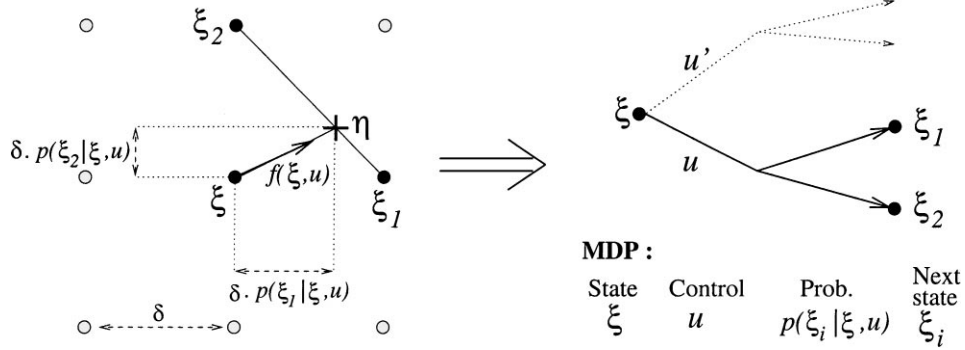 ξ₂
η
δ. p(ξ₂|ξ,u)
f(ξ,u)
ξ
ξ₁
δ. p(ξ₁|ξ,u)
δ
u'
ξ
ξ₁
u
ξ₂
MDP :
State Control Prob. Next state
ξ u p(ξᵢ|ξ,u) ξᵢ